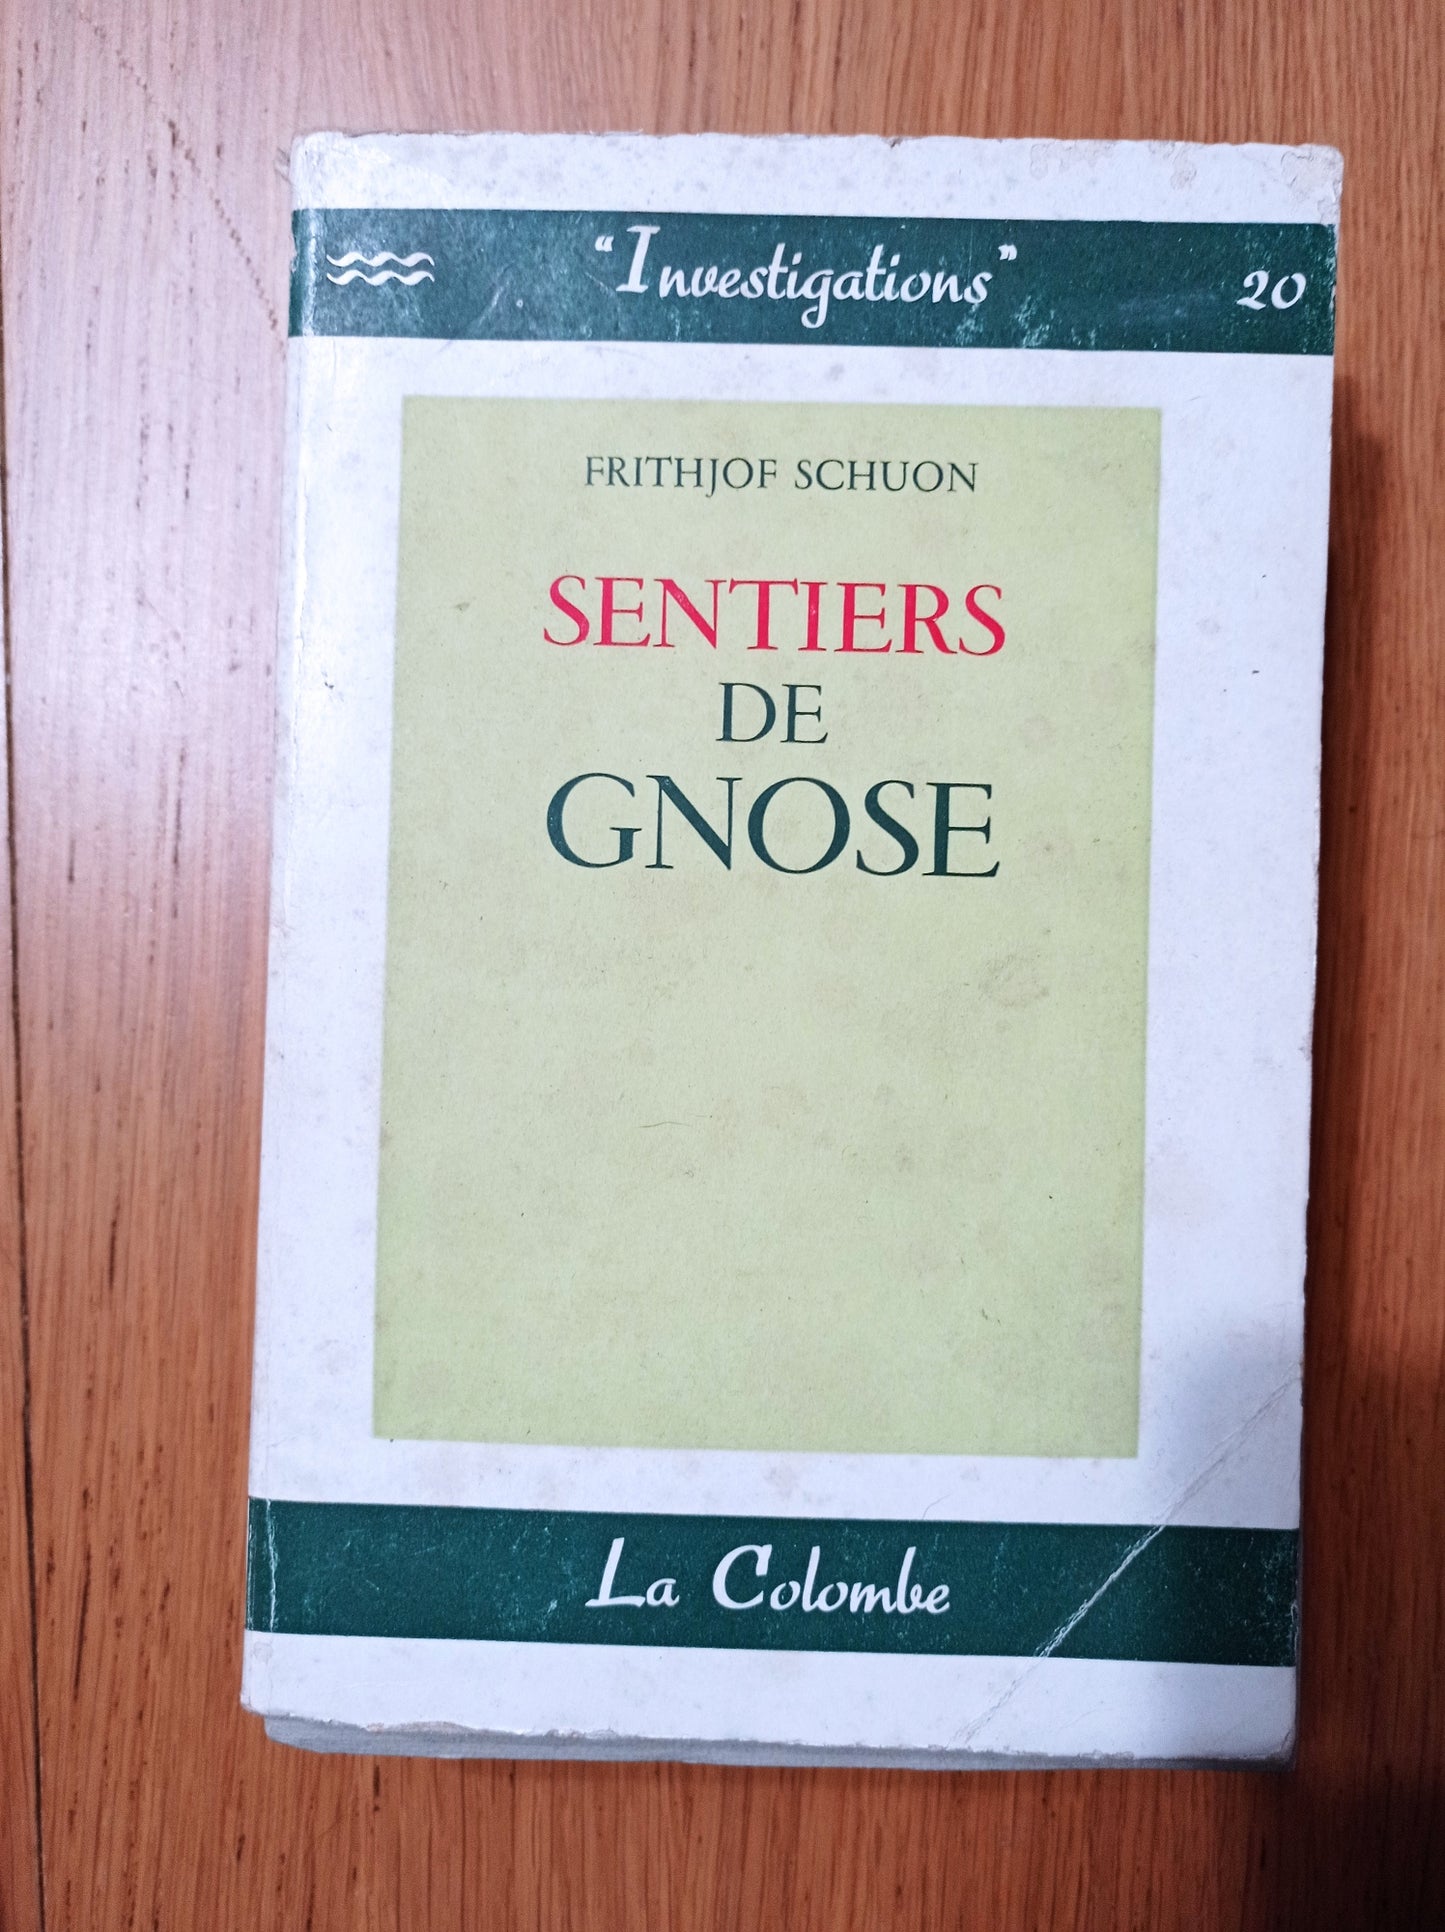 "Investigations" 20
FRITHJOF SCHUON
SENTIERS
DE
GNOSE
La Colombe